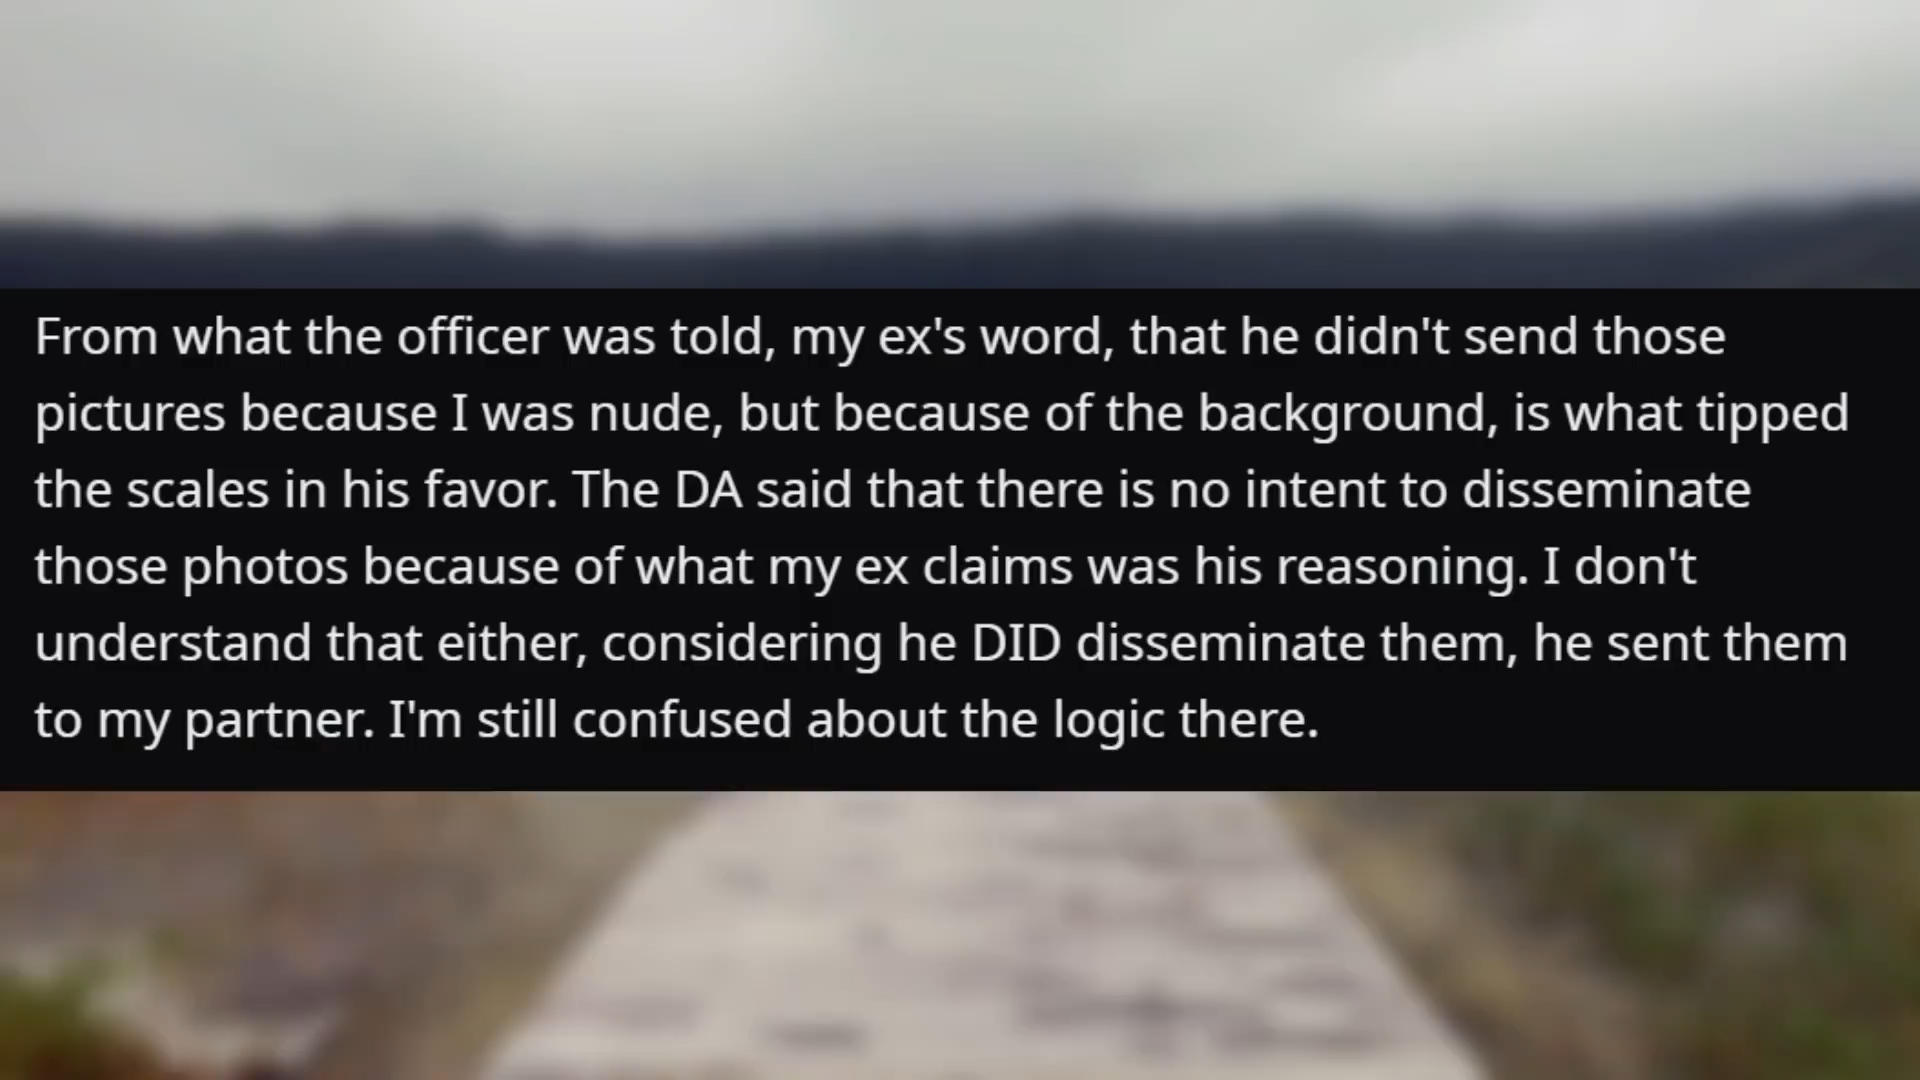 From what the officer was told, my ex's word, that he didn't send those
pictures because I was nude, but because of the background, is what tipped
the scales in his favor. The DA said that there is no intent to disseminate
those photos because of what my ex claims was his reasoning. I don't
understand that either, considering he DID disseminate them, he sent them
to my partner. I'm still confused about the logic there.